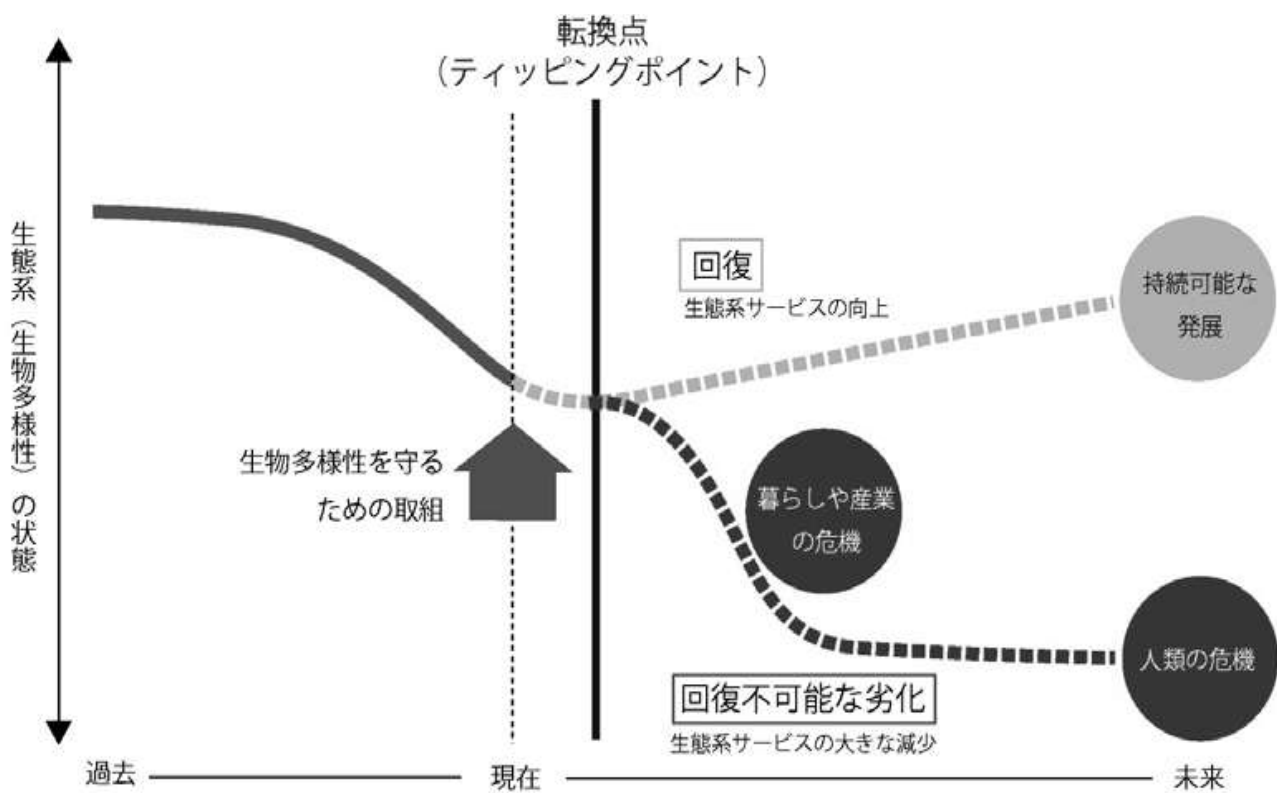 転換点
（ティッピングポイント）
生態系（生物多様性）の状態
回復
生態系サービスの向上
持続可能な
発展
生物多様性を守る
ための取組
暮らしや産業
の危機
人類の危機
回復不可能な劣化
生態系サービスの大きな減少
過去
現在
未来